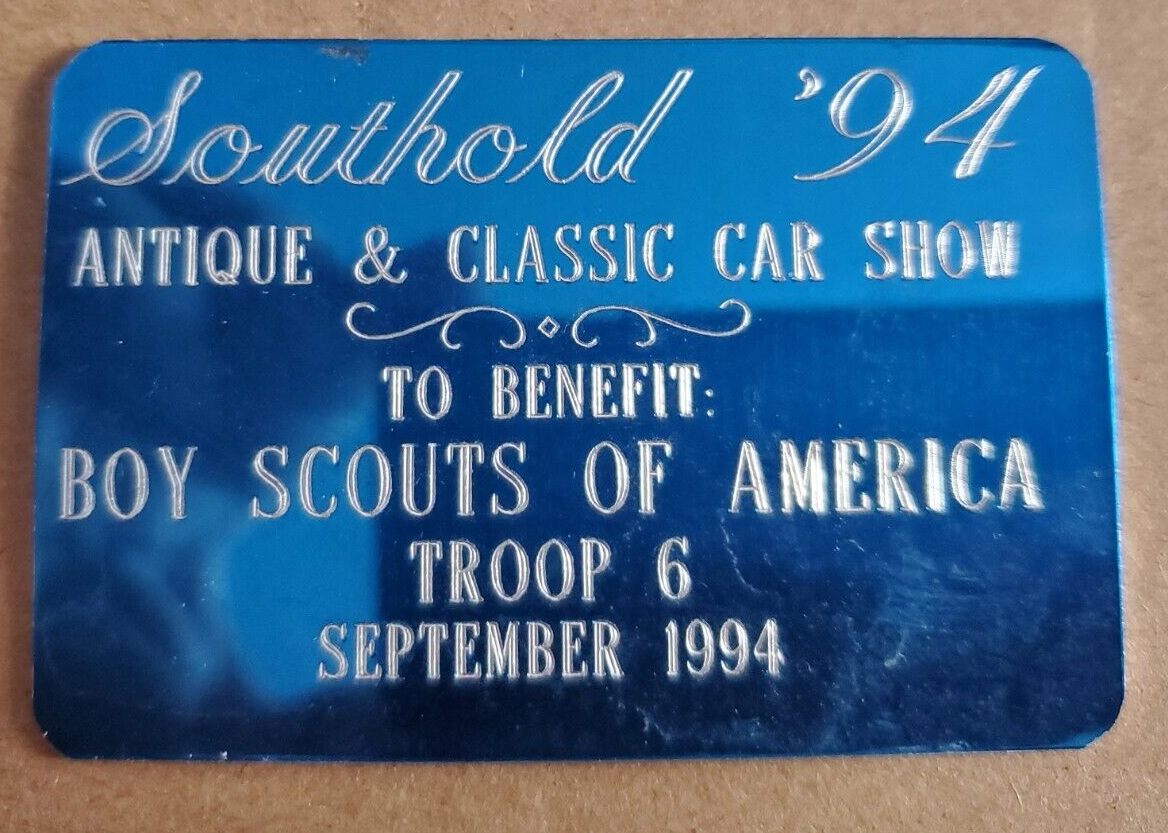 Southold '94
ANTIQUE & CLASSIC CAR SHOW
TO BENEFIT:
BOY SCOUTS OF AMERICA
TROOP 6
SEPTEMBER 1994